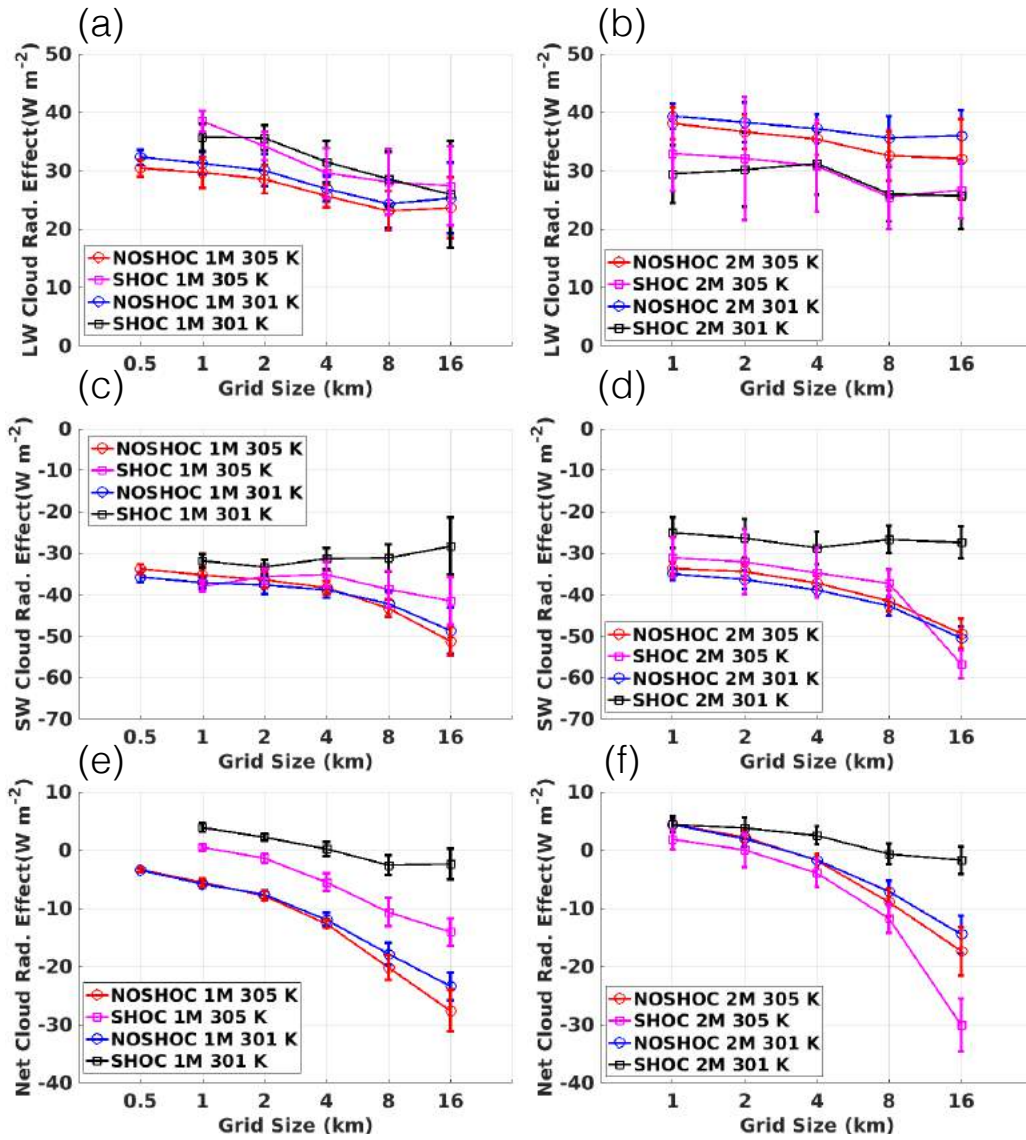 (a)
50
40
30
20
10
0
LW Cloud Rad. Effect(W m⁻²)
NOSHOC 1M 305 K
SHOC 1M 305 K
NOSHOC 1M 301 K
SHOC 1M 301 K
0.5 1 2 4 8 16
Grid Size (km)
(b)
50
40
30
20
10
0
LW Cloud Rad. Effect(W m⁻²)
NOSHOC 2M 305 K
SHOC 2M 305 K
NOSHOC 2M 301 K
SHOC 2M 301 K
1 2 4 8 16
Grid Size (km)
(c)
0
-10
-20
-30
-40
-50
-60
-70
SW Cloud Rad. Effect(W m⁻²)
NOSHOC 1M 305 K
SHOC 1M 305 K
NOSHOC 1M 301 K
SHOC 1M 301 K
0.5 1 2 4 8 16
Grid Size (km)
(d)
0
-10
-20
-30
-40
-50
-60
-70
SW Cloud Rad. Effect(W m⁻²)
NOSHOC 2M 305 K
SHOC 2M 305 K
NOSHOC 2M 301 K
SHOC 2M 301 K
1 2 4 8 16
Grid Size (km)
(e)
10
0
-10
-20
-30
-40
Net Cloud Rad. Effect(W m⁻²)
NOSHOC 1M 305 K
SHOC 1M 305 K
NOSHOC 1M 301 K
SHOC 1M 301 K
0.5 1 2 4 8 16
Grid Size (km)
(f)
10
0
-10
-20
-30
-40
Net Cloud Rad. Effect(W m⁻²)
NOSHOC 2M 305 K
SHOC 2M 305 K
NOSHOC 2M 301 K
SHOC 2M 301 K
1 2 4 8 16
Grid Size (km)